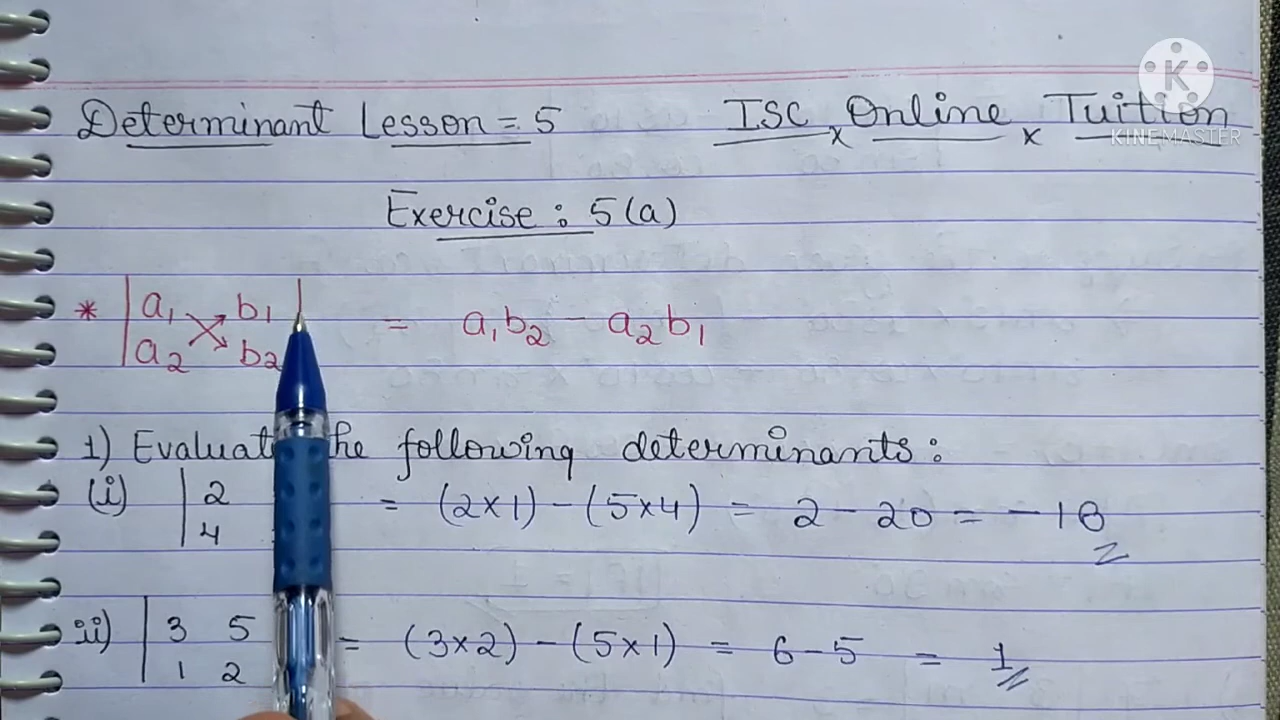 Determinant Lesson = 5 ISC x Online x Tuition
K
KINEMASTER
Exercise : 5(a)
* | a₁ b₁ | = a₁b₂ - a₂b₁
| a₂ b₂
1) Evaluat he following determinants :
(i) | 2 = (2×1) - (5×4) = 2 - 20 = -18
| 4
ii) | 3 5 = (3×2) - (5×1) = 6 - 5 = 1
| 1 2